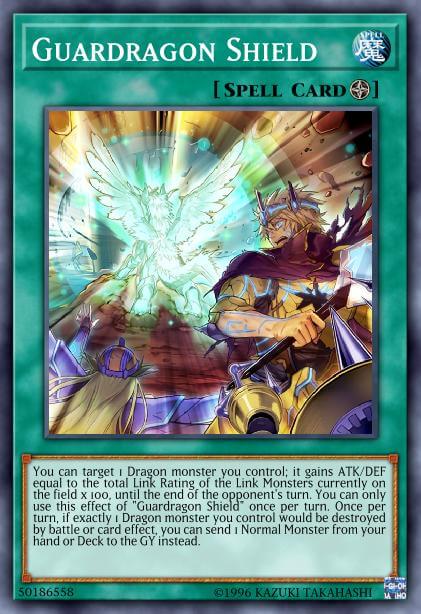 GUARDRAGON SHIELD
SPELL
魔
[SPELL CARD]
You can target 1 Dragon monster you control; it gains ATK/DEF
equal to the total Link Rating of the Link Monsters currently on
the field x 100, until the end of the opponent's turn. You can only
use this effect of "Guardragon Shield" once per turn. Once per
turn, if exactly 1 Dragon monster you control would be destroyed
by battle or card effect, you can send 1 Normal Monster from your
hand or Deck to the GY instead.
50186558
©1996 KAZUKI TAKAHASHI